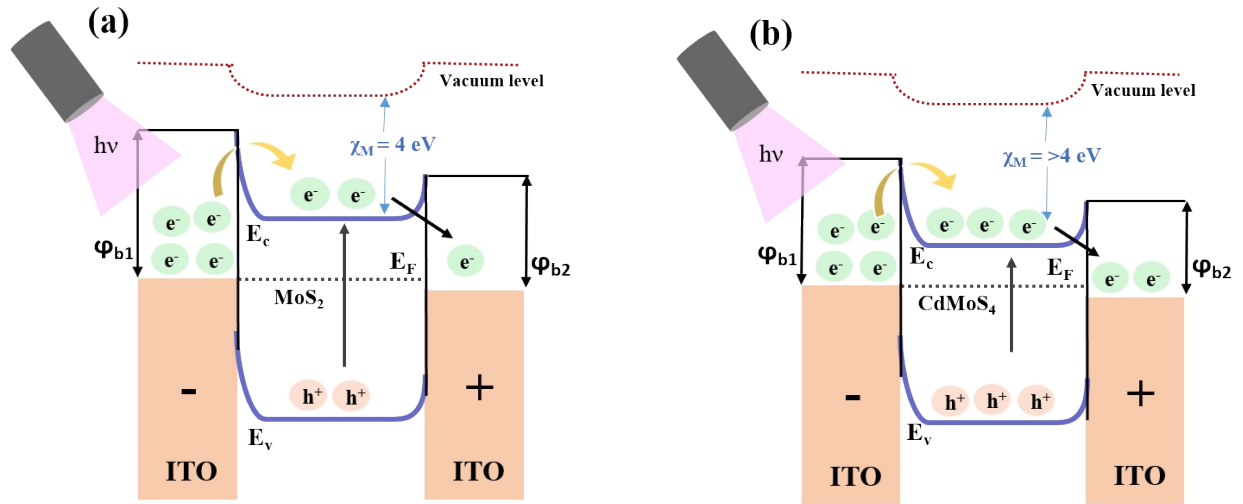 (a)
Vacuum level
hν
χM = 4 eV
e- e-
e- e-
e- e-
φb1
Ec
EF
e-
φb2
MoS2
h+ h+
- +
Ev
ITO ITO
(b)
Vacuum level
hν
χM = >4 eV
e- e-
e- e- e-
e- e-
φb1
Ec
EF
e- e-
φb2
CdMoS4
h+ h+ h+
- +
Ev
ITO ITO